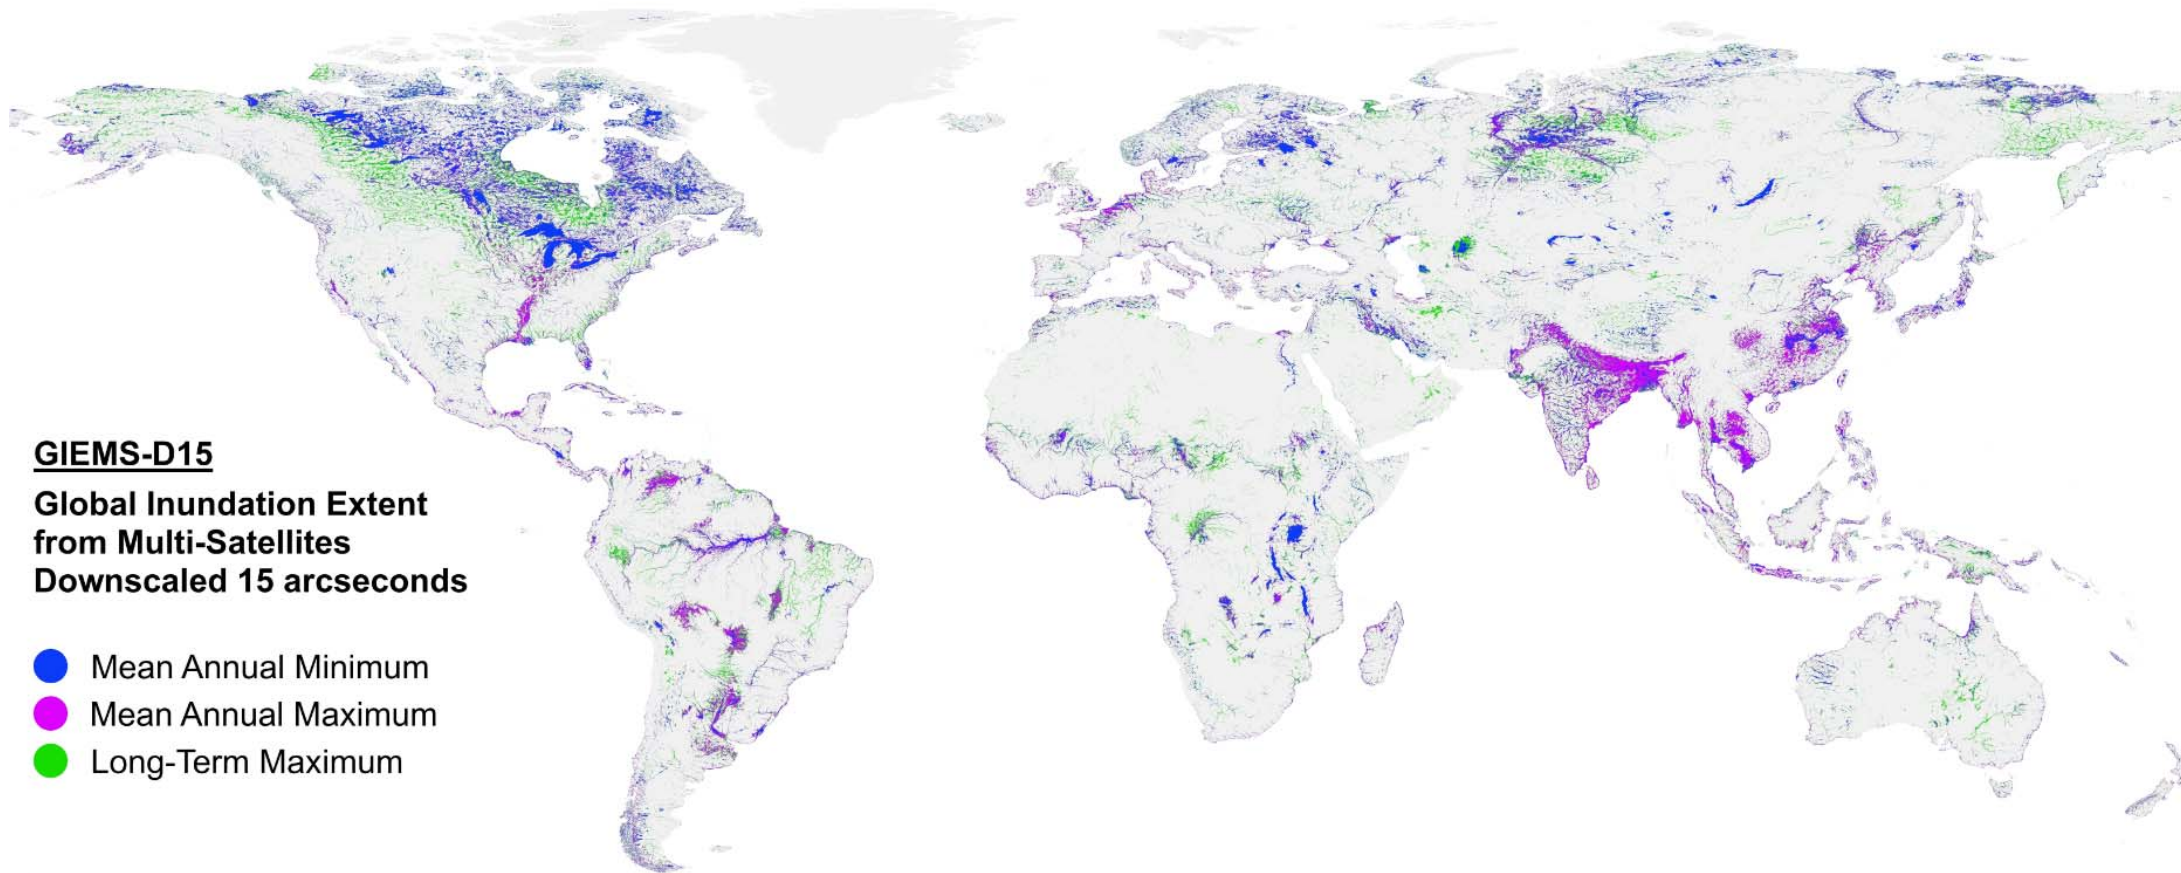 GIEMS-D15
Global Inundation Extent
from Multi-Satellites
Downscaled 15 arcseconds
Mean Annual Minimum
Mean Annual Maximum
Long-Term Maximum